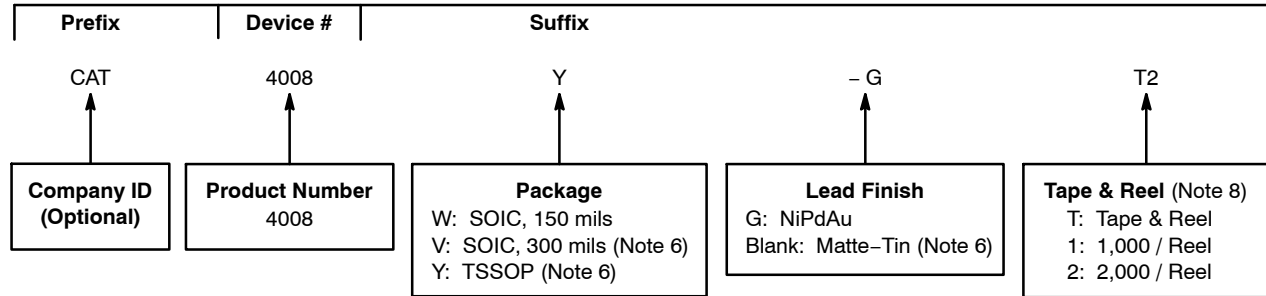 Prefix Device # Suffix
CAT 4008 Y – G T2
Company ID
(Optional)
Product Number
4008
Package
W: SOIC, 150 mils
V: SOIC, 300 mils (Note 6)
Y: TSSOP (Note 6)
Lead Finish
G: NiPdAu
Blank: Matte−Tin (Note 6)
Tape & Reel (Note 8)
T: Tape & Reel
1: 1,000 / Reel
2: 2,000 / Reel